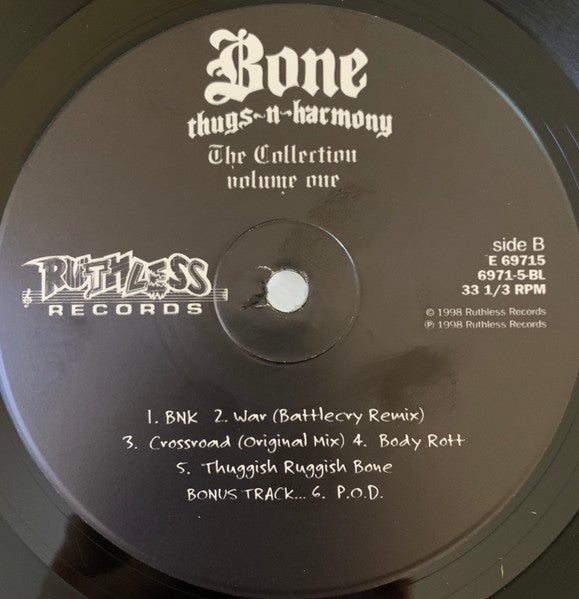 Bone
thugs~n~harmony
The Collection
volume one
side B
E 69715
6971-5-BL
33 1/3 RPM
RUTHLESS
RECORDS
© 1998 Ruthless Records
℗ 1998 Ruthless Records
1. BNK 2. War (Battlecry Remix)
3. Crossroad (Original Mix) 4. Body Rott
5. Thuggish Ruggish Bone
BONUS TRACK... 6. P.O.D.